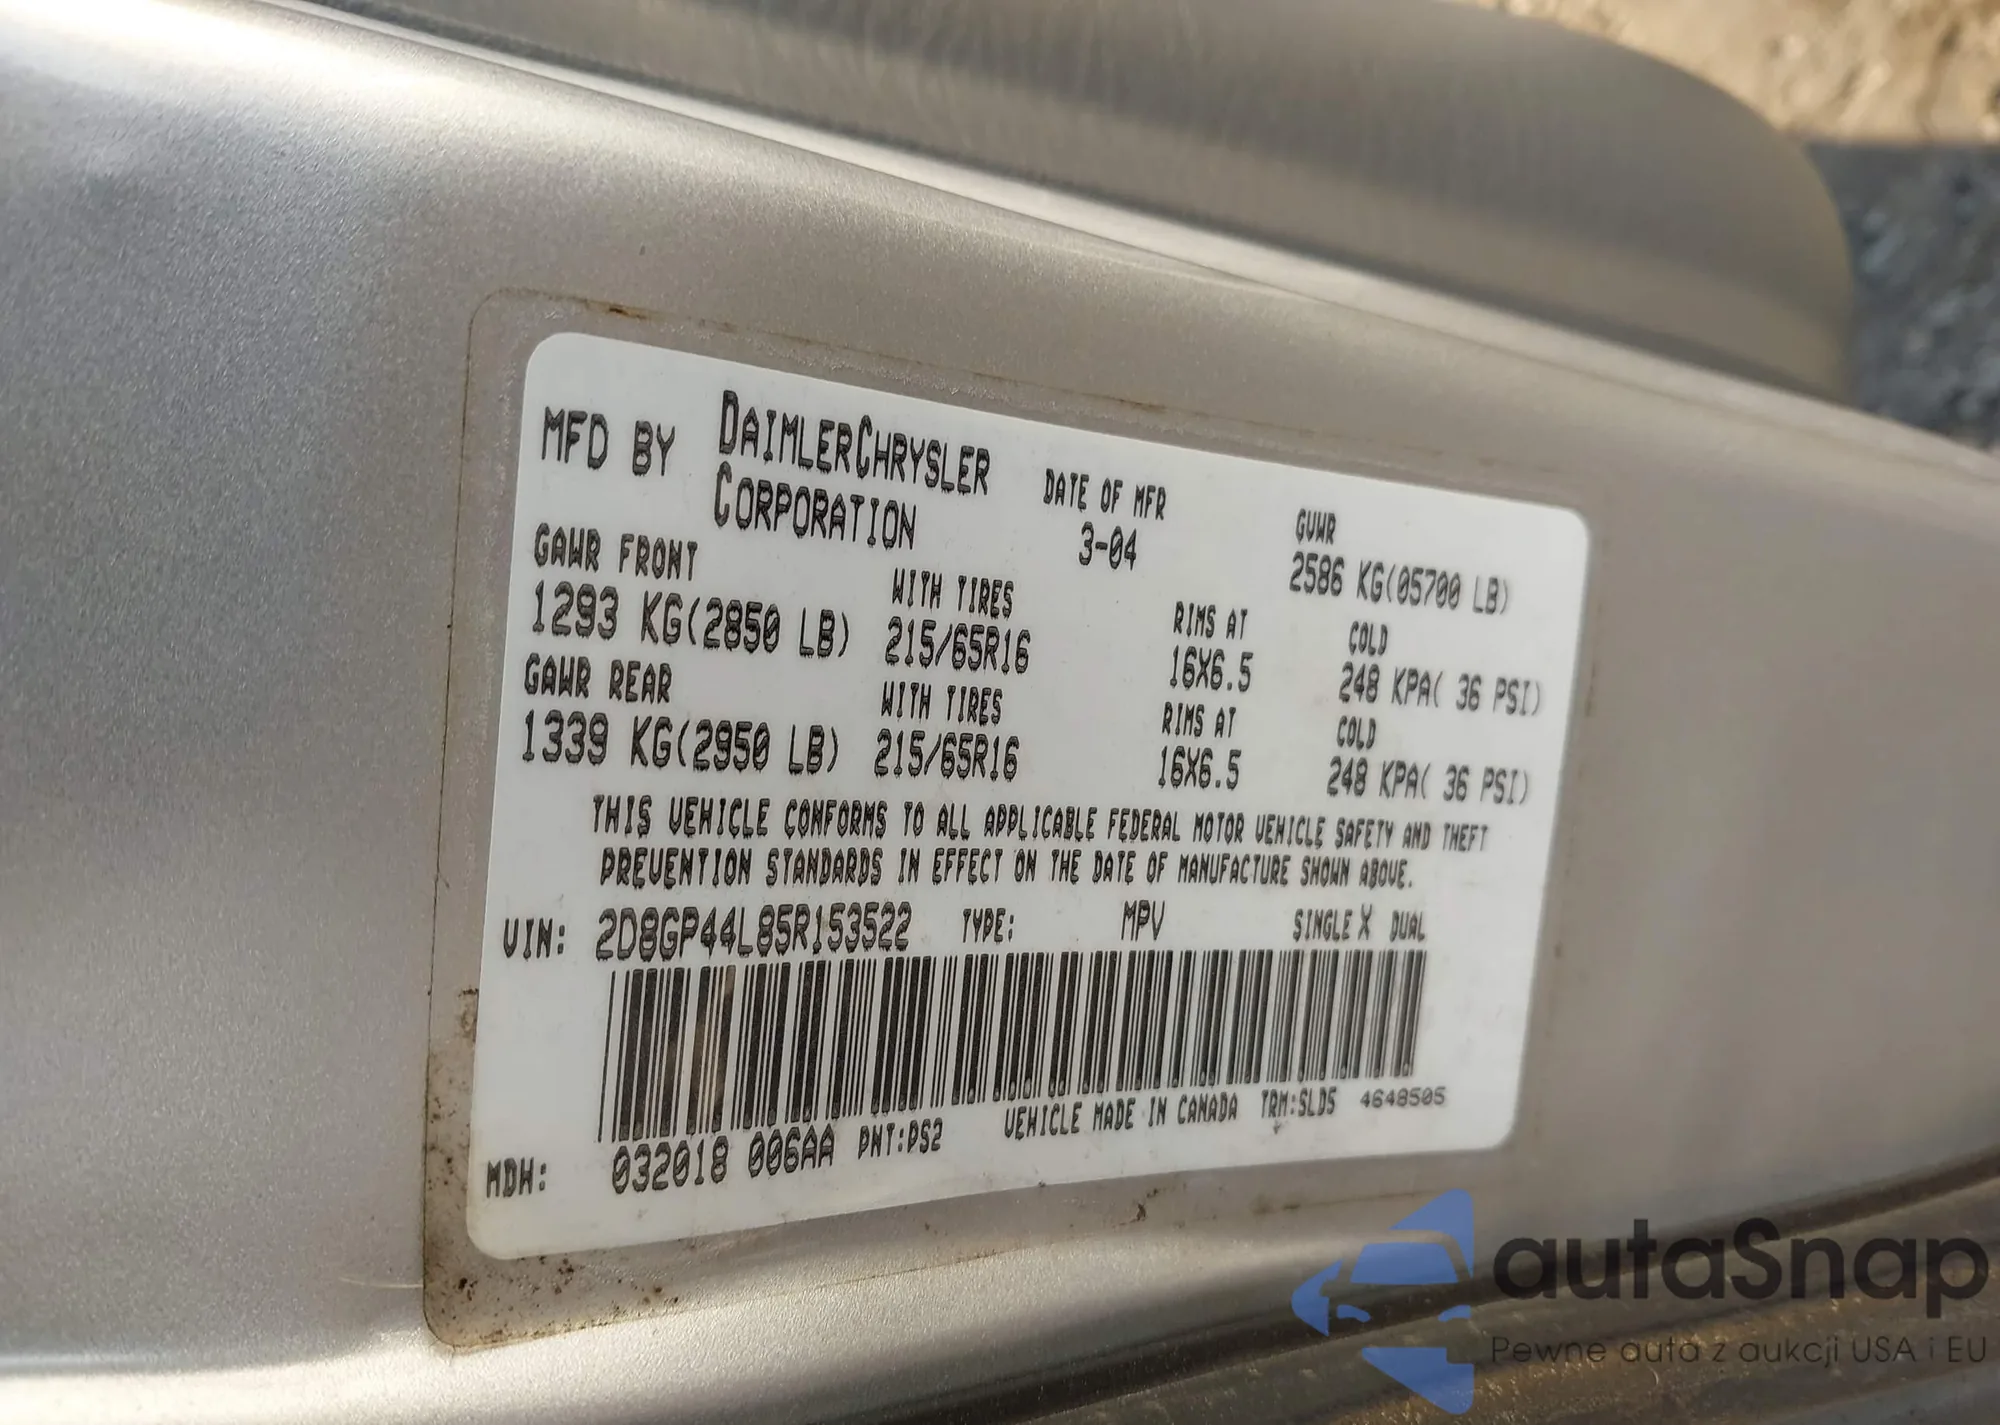 MFD BY DAIMLERCHRYSLER CORPORATION DATE OF MFR 3-04 GVWR 2586 KG(05700 LB)
GAWR FRONT WITH TIRES RIMS AT COLD
1293 KG(2850 LB) 215/65R16 16X6.5 248 KPA( 36 PSI)
GAWR REAR WITH TIRES RIMS AT COLD
1339 KG(2950 LB) 215/65R16 16X6.5 248 KPA( 36 PSI)
THIS VEHICLE CONFORMS TO ALL APPLICABLE FEDERAL MOTOR VEHICLE SAFETY AND THEFT
PREVENTION STANDARDS IN EFFECT ON THE DATE OF MANUFACTURE SHOWN ABOVE.
VIN: 2D8GP44L85R153522 TYPE: MPV SINGLE X DUAL
MDH: 032018 006AA PNT:PS2 VEHICLE MADE IN CANADA TRM:SLD5 4648505
autaSnap
Pewne auta z aukcji USA i EU